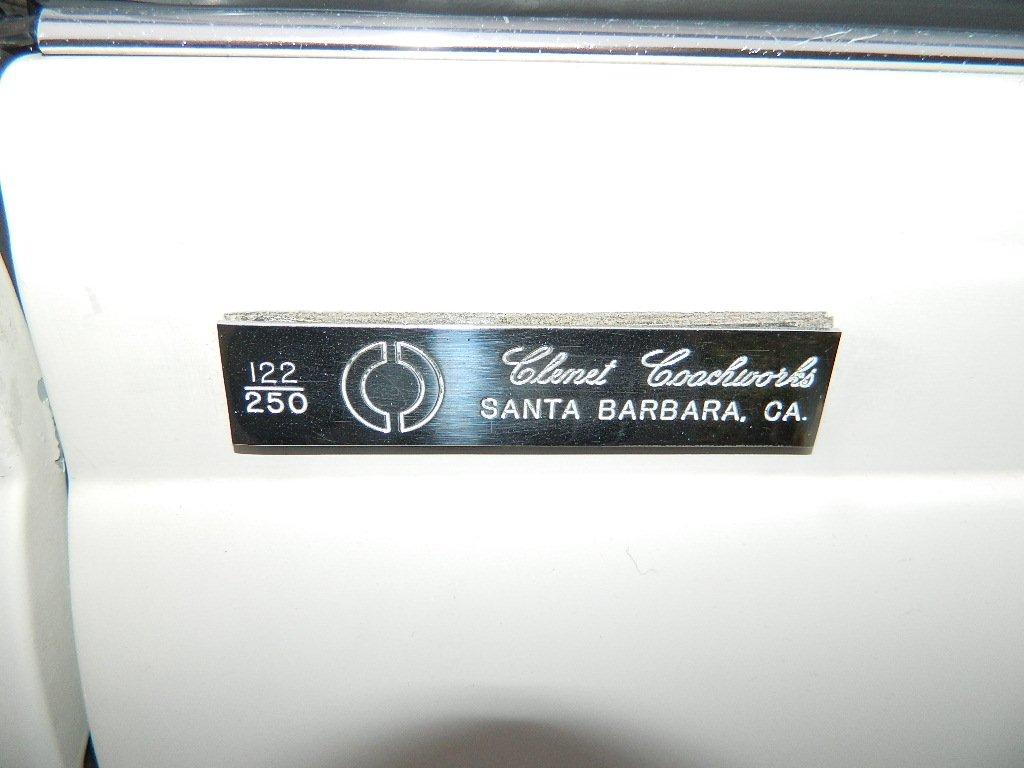 122
250
Clenet Coachworks
SANTA BARBARA, CA.